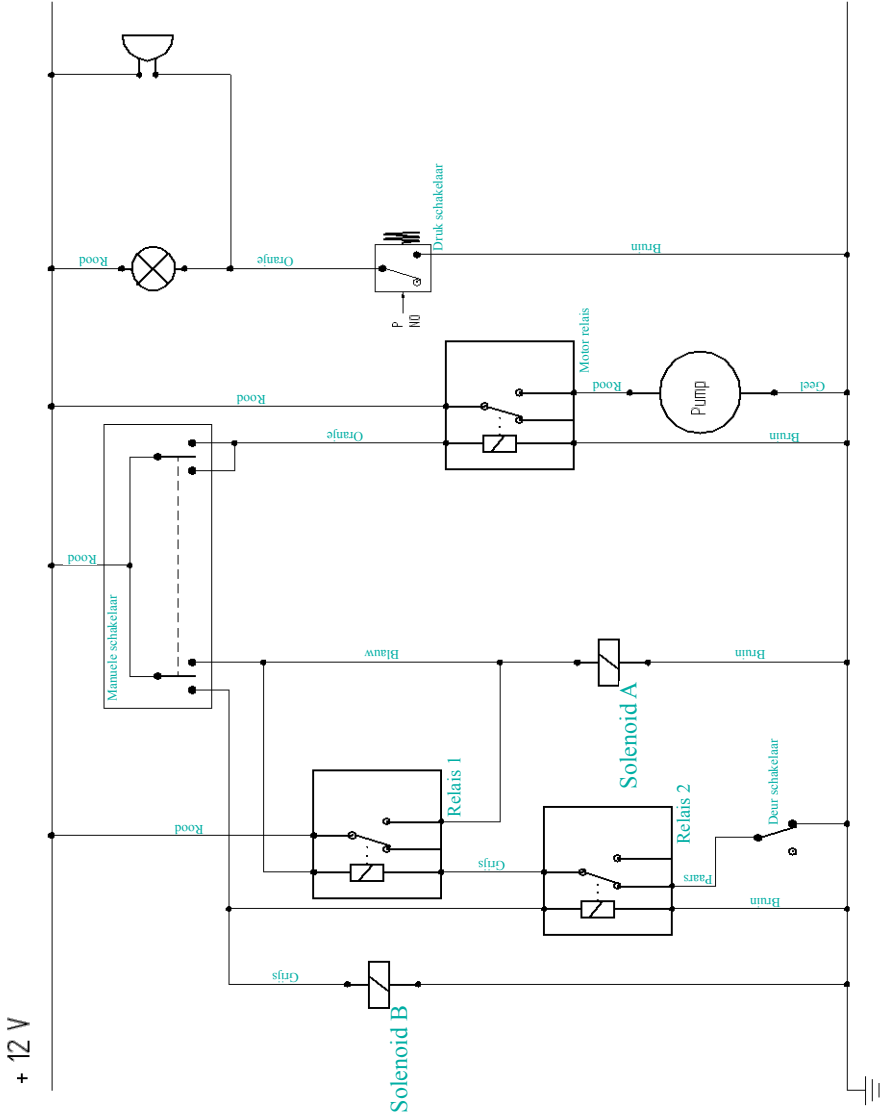 Rood
Oranje
Druk schakelaar
Bruin
P
NO
Motor relais
Rood
Oranje
Rood
Pump
Geel
Bruin
Rood
Manuele schakelaar
Blauw
Bruin
Solenoid A
Rood
Relais 1
Grijs
Relais 2
Deur schakelaar
Paars
Bruin
Grijs
Solenoid B
+ 12 V